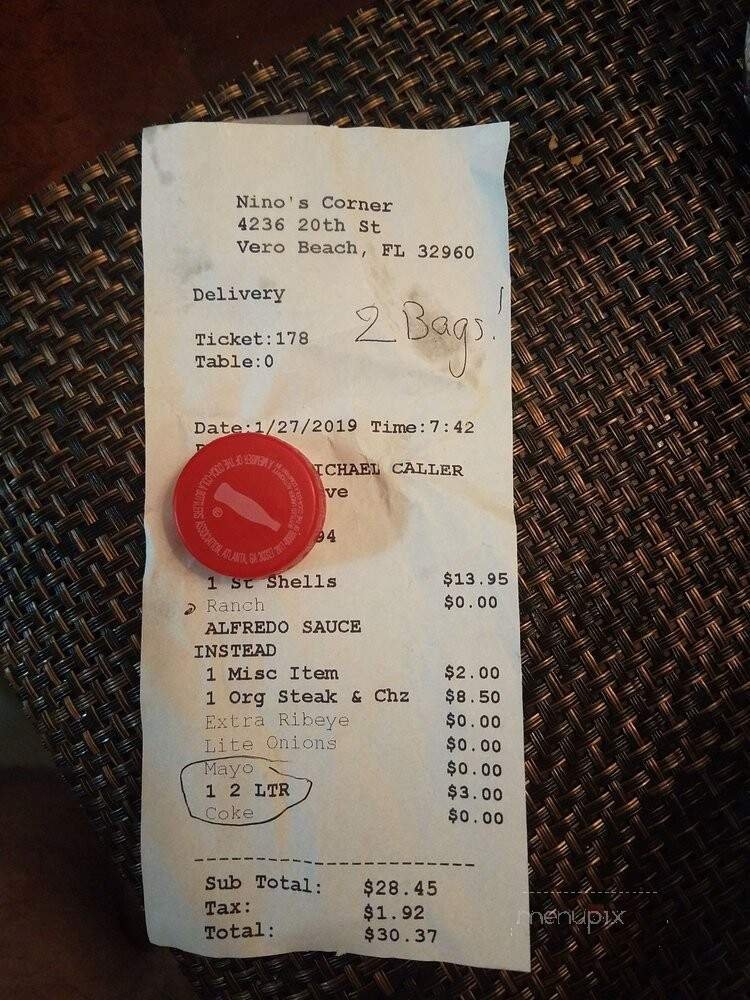 Nino's Corner
4236 20th St
Vero Beach, FL 32960
Delivery
2 Bags!
Ticket:178
Table:0
Date:1/27/2019 Time:7:42
ICHAEL CALLER
ve
94
1 St Shells $13.95
Ranch $0.00
ALFREDO SAUCE
INSTEAD
1 Misc Item $2.00
1 Org Steak & Chz $8.50
Extra Ribeye $0.00
Lite Onions $0.00
Mayo $0.00
1 2 LTR $3.00
Coke $0.00
--------------------------
Sub Total: $28.45
Tax: $1.92
Total: $30.37
menupix